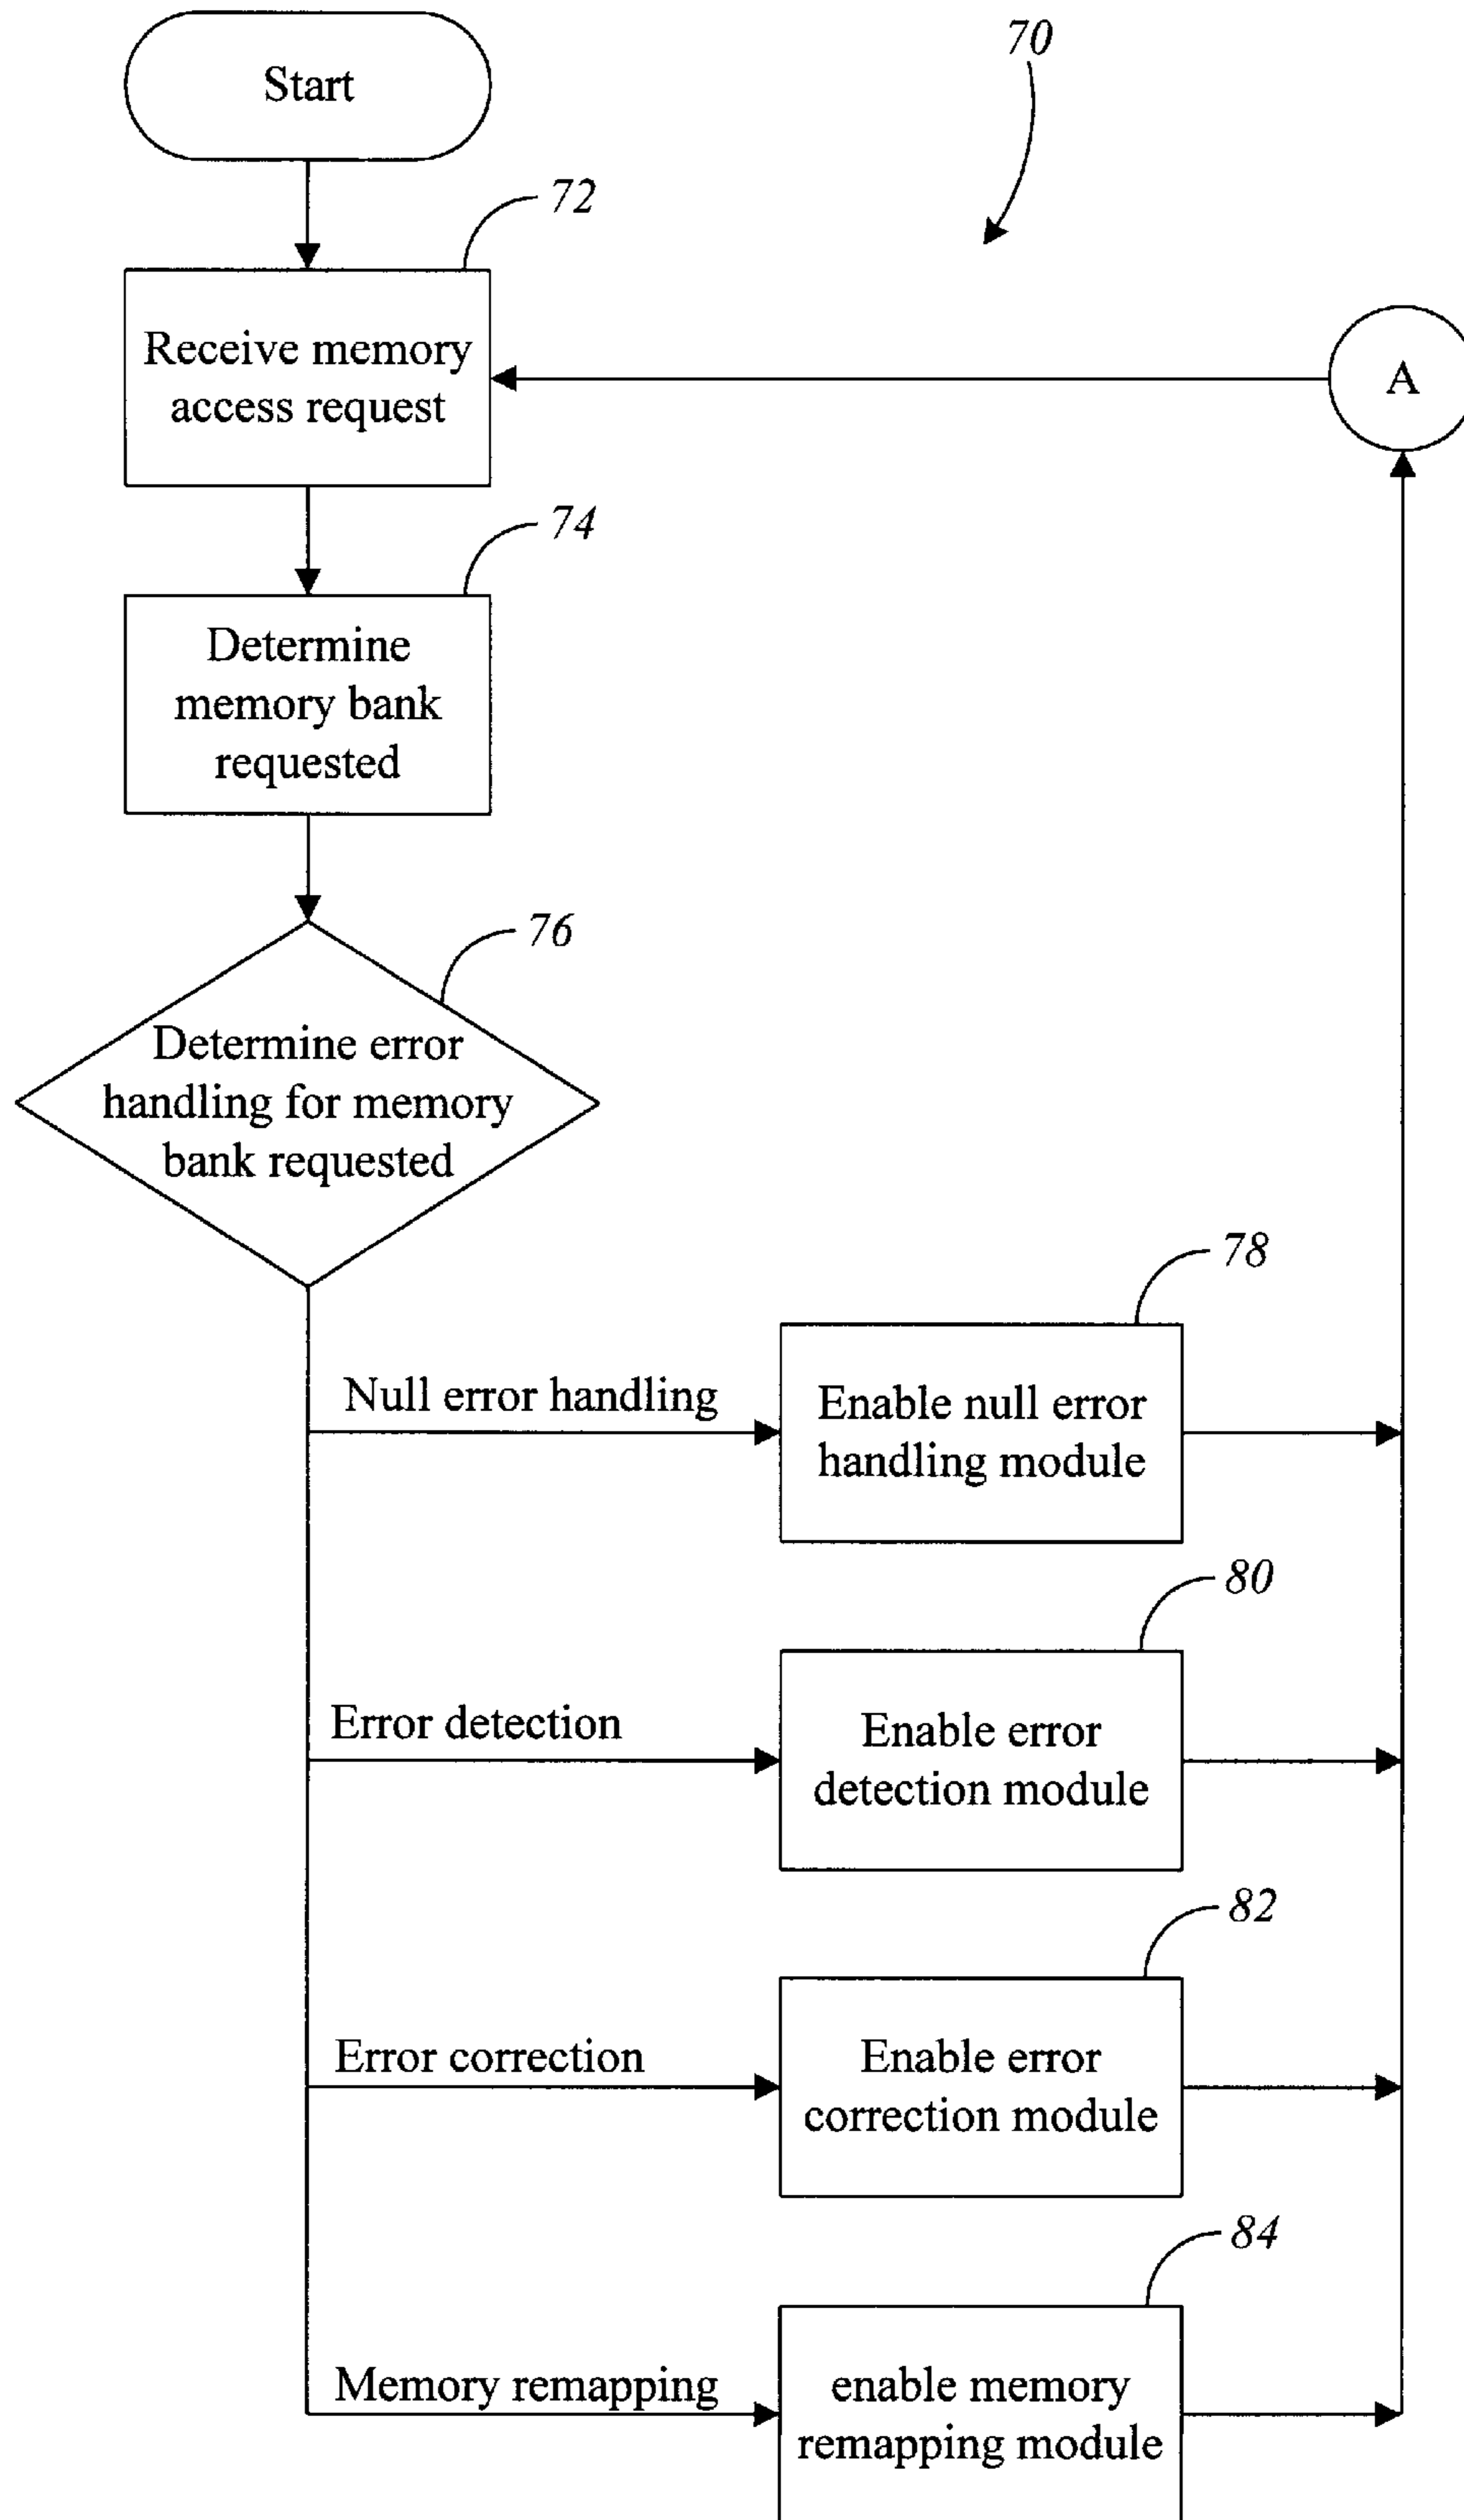 Start
70
72
Receive memory
access request
A
74
Determine
memory bank
requested
76
Determine error
handling for memory
bank requested
78
Null error handling
Enable null error
handling module
80
Error detection
Enable error
detection module
82
Error correction
Enable error
correction module
84
Memory remapping
enable memory
remapping module